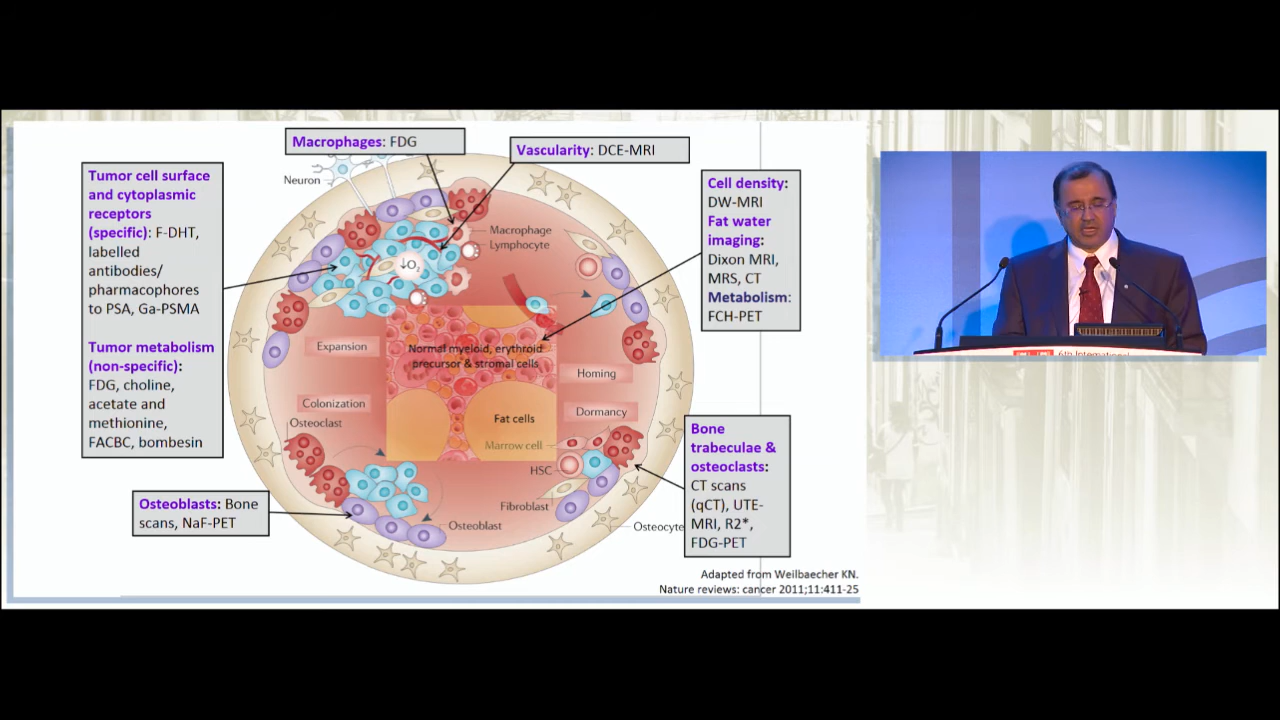 Macrophages: FDG
Vascularity: DCE-MRI
Tumor cell surface
and cytoplasmic
receptors
(specific): F-DHT,
labelled
antibodies/
pharmacophores
to PSA, Ga-PSMA
Tumor metabolism
(non-specific):
FDG, choline,
acetate and
methionine,
FACBC, bombesin
Osteoblasts: Bone
scans, NaF-PET
Neuron
Macrophage
Lymphocyte
↓O2
Expansion
Normal myeloid, erythroid
precursor & stromal cells
Homing
Colonization
Dormancy
Osteoclast
Fat cells
Marrow cell
HSC
Fibroblast
Osteoblast
Osteocyte
Cell density:
DW-MRI
Fat water
imaging:
Dixon MRI,
MRS, CT
Metabolism:
FCH-PET
Bone
trabeculae &
osteoclasts:
CT scans
(qCT), UTE-
MRI, R2*,
FDG-PET
Adapted from Weilbaecher KN.
Nature reviews: cancer 2011;11:411-25
6th International